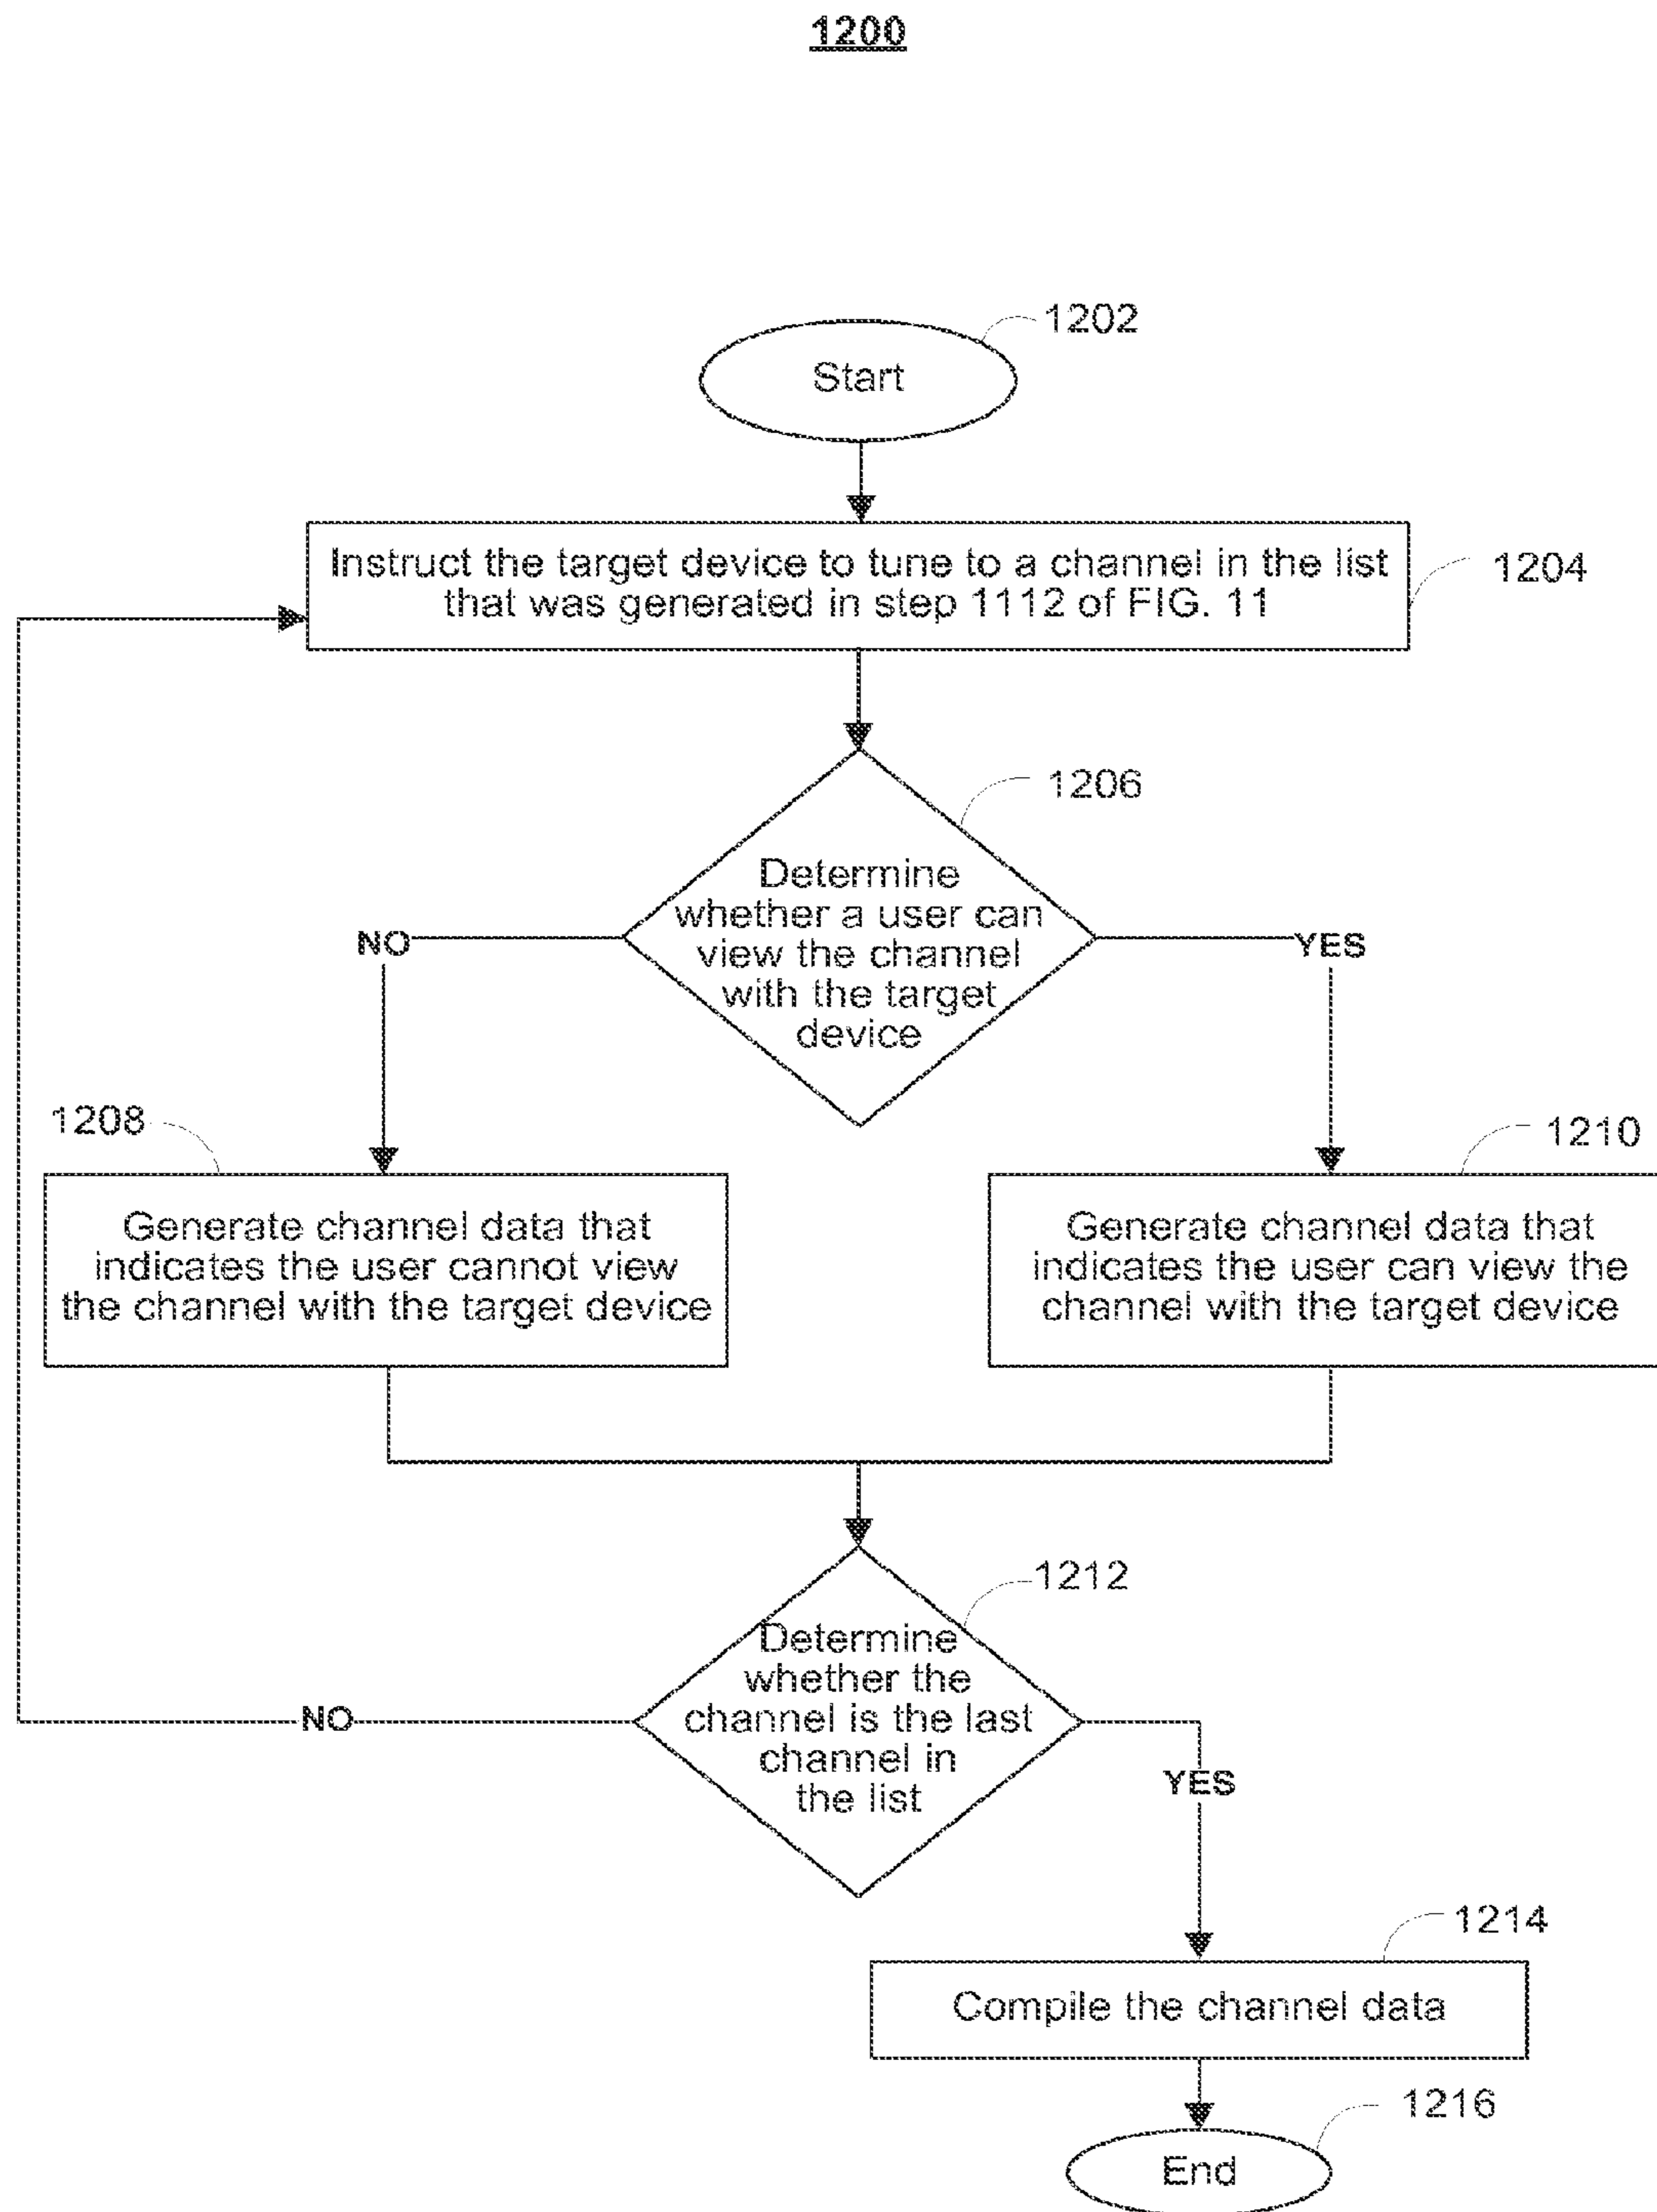 1200
1202
Start
Instruct the target device to tune to a channel in the list
that was generated in step 1112 of FIG. 11
1204
1206
Determine
whether a user can
view the channel
with the target
device
NO
YES
1208
1210
Generate channel data that
indicates the user cannot view
the channel with the target device
Generate channel data that
indicates the user can view the
channel with the target device
1212
Determine
whether the
channel is the last
channel in
the list
NO
YES
1214
Compile the channel data
1216
End